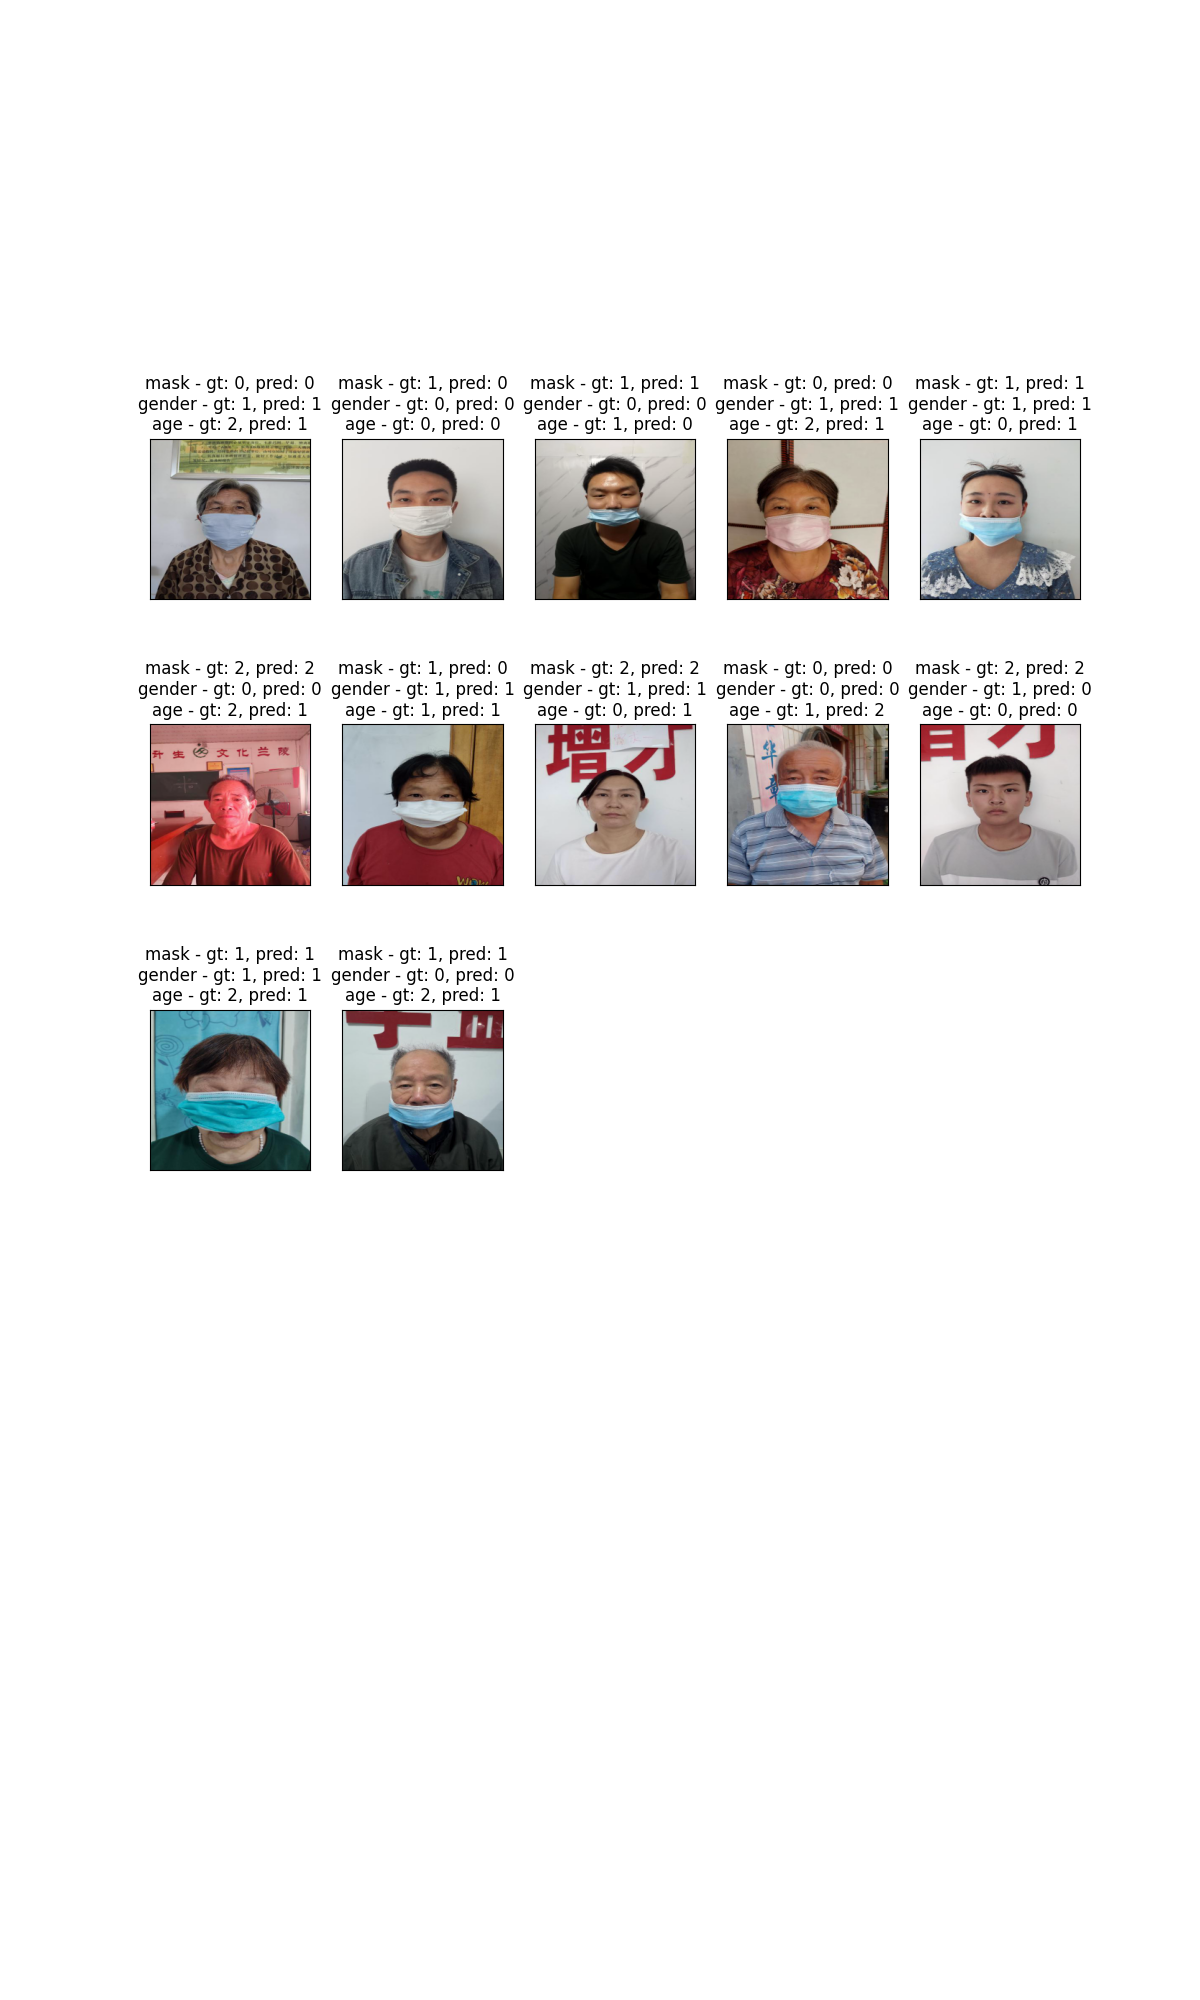 mask - gt: 0, pred: 0
gender - gt: 1, pred: 1
age - gt: 2, pred: 1
mask - gt: 1, pred: 0
gender - gt: 0, pred: 0
age - gt: 0, pred: 0
mask - gt: 1, pred: 1
gender - gt: 0, pred: 0
age - gt: 1, pred: 0
mask - gt: 0, pred: 0
gender - gt: 1, pred: 1
age - gt: 2, pred: 1
mask - gt: 1, pred: 1
gender - gt: 1, pred: 1
age - gt: 0, pred: 1
mask - gt: 2, pred: 2
gender - gt: 0, pred: 0
age - gt: 2, pred: 1
升生 文化兰陵
mask - gt: 1, pred: 0
gender - gt: 1, pred: 1
age - gt: 1, pred: 1
WOW
mask - gt: 2, pred: 2
gender - gt: 1, pred: 1
age - gt: 0, pred: 1
增才
mask - gt: 0, pred: 0
gender - gt: 0, pred: 0
age - gt: 1, pred: 2
华章
mask - gt: 2, pred: 2
gender - gt: 1, pred: 0
age - gt: 0, pred: 0
mask - gt: 1, pred: 1
gender - gt: 1, pred: 1
age - gt: 2, pred: 1
mask - gt: 1, pred: 1
gender - gt: 0, pred: 0
age - gt: 2, pred: 1